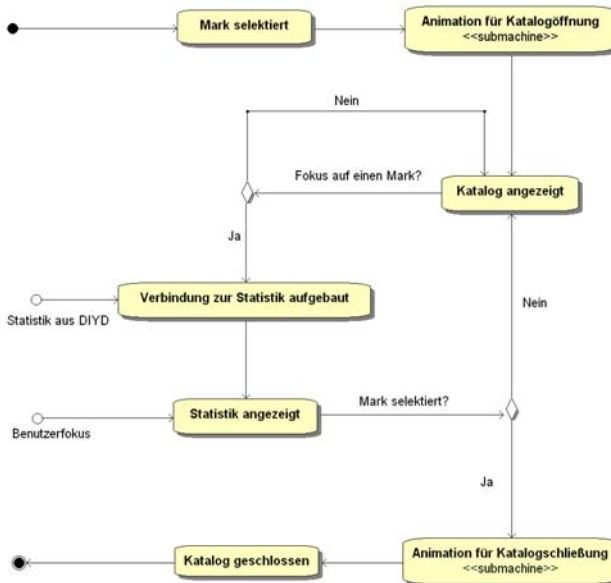 Mark selektiert
Animation für Katalogöffnung
<<submachine>>
Nein
Fokus auf einen Mark?
Katalog angezeigt
Ja
Verbindung zur Statistik aufgebaut
Nein
Statistik aus DIYD
Mark selektiert?
Statistik angezeigt
Benutzerfokus
Ja
Animation für Katalogschließung
<<submachine>>
Katalog geschlossen